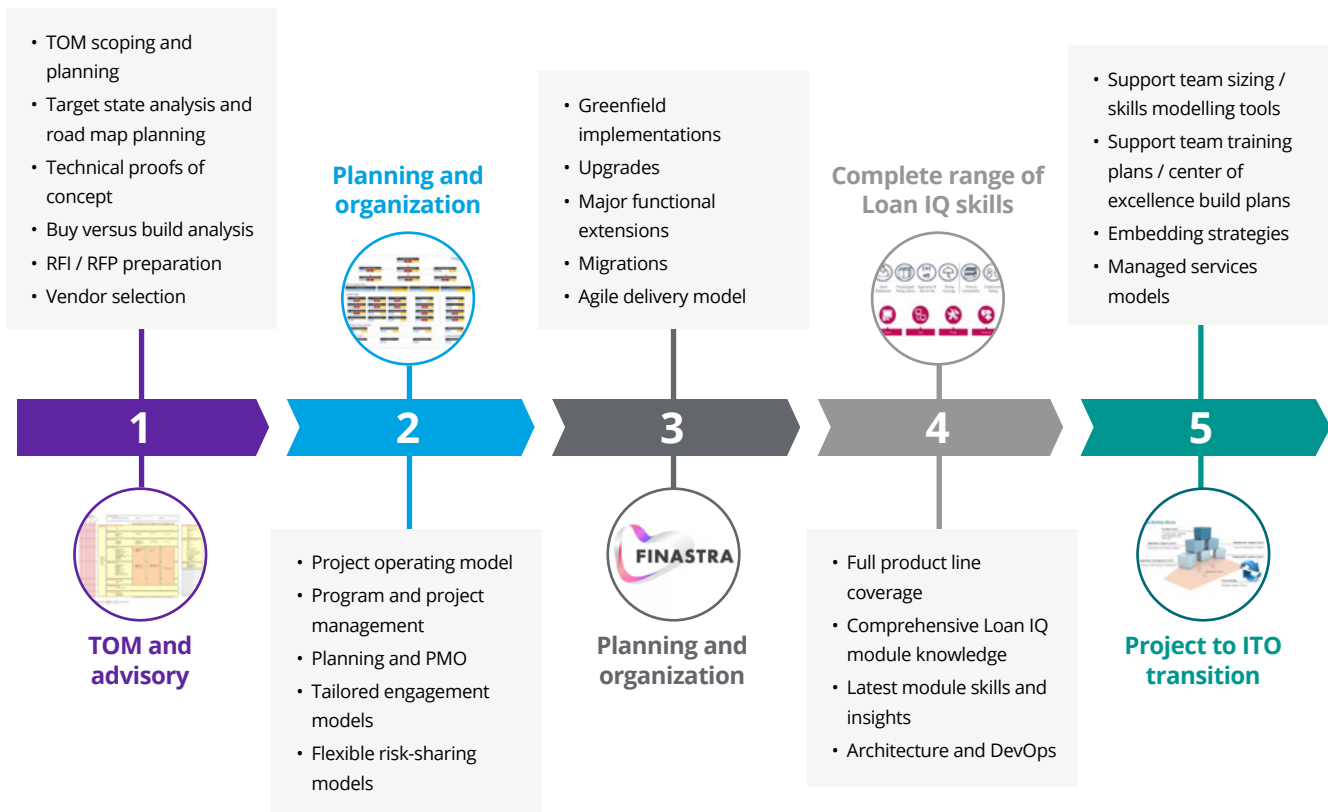 • TOM scoping and
planning
• Target state analysis and
road map planning
• Technical proofs of
concept
• Buy versus build analysis
• RFI / RFP preparation
• Vendor selection
1
TOM and
advisory
Planning and
organization
2
• Project operating model
• Program and project
management
• Planning and PMO
• Tailored engagement
models
• Flexible risk-sharing
models
• Greenfield
implementations
• Upgrades
• Major functional
extensions
• Migrations
• Agile delivery model
3
FINASTRA
Planning and
organization
Complete range of
Loan IQ skills
4
• Full product line
coverage
• Comprehensive Loan IQ
module knowledge
• Latest module skills and
insights
• Architecture and DevOps
• Support team sizing /
skills modelling tools
• Support team training
plans / center of
excellence build plans
• Embedding strategies
• Managed services
models
5
Project to ITO
transition